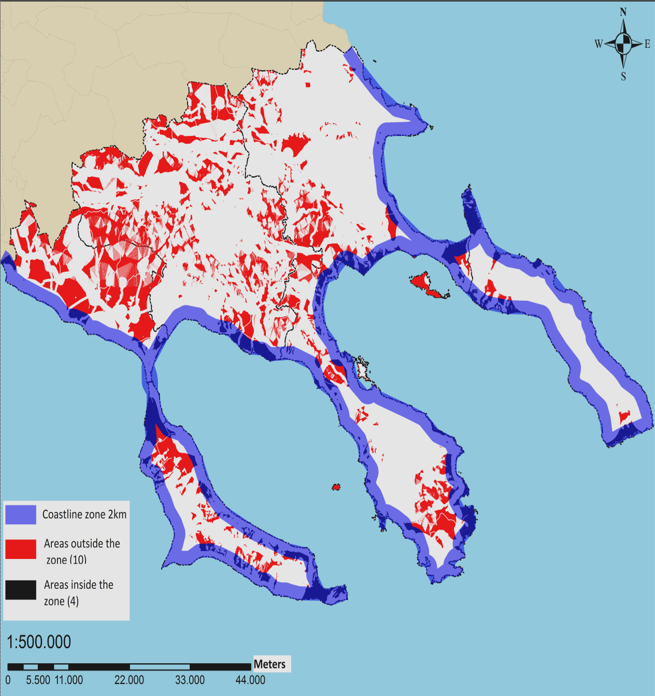 N
W E
S
Coastline zone 2km
Areas outside the
zone (10)
Areas inside the
zone (4)
1:500.000
Meters
0 5.500 11.000 22.000 33.000 44.000